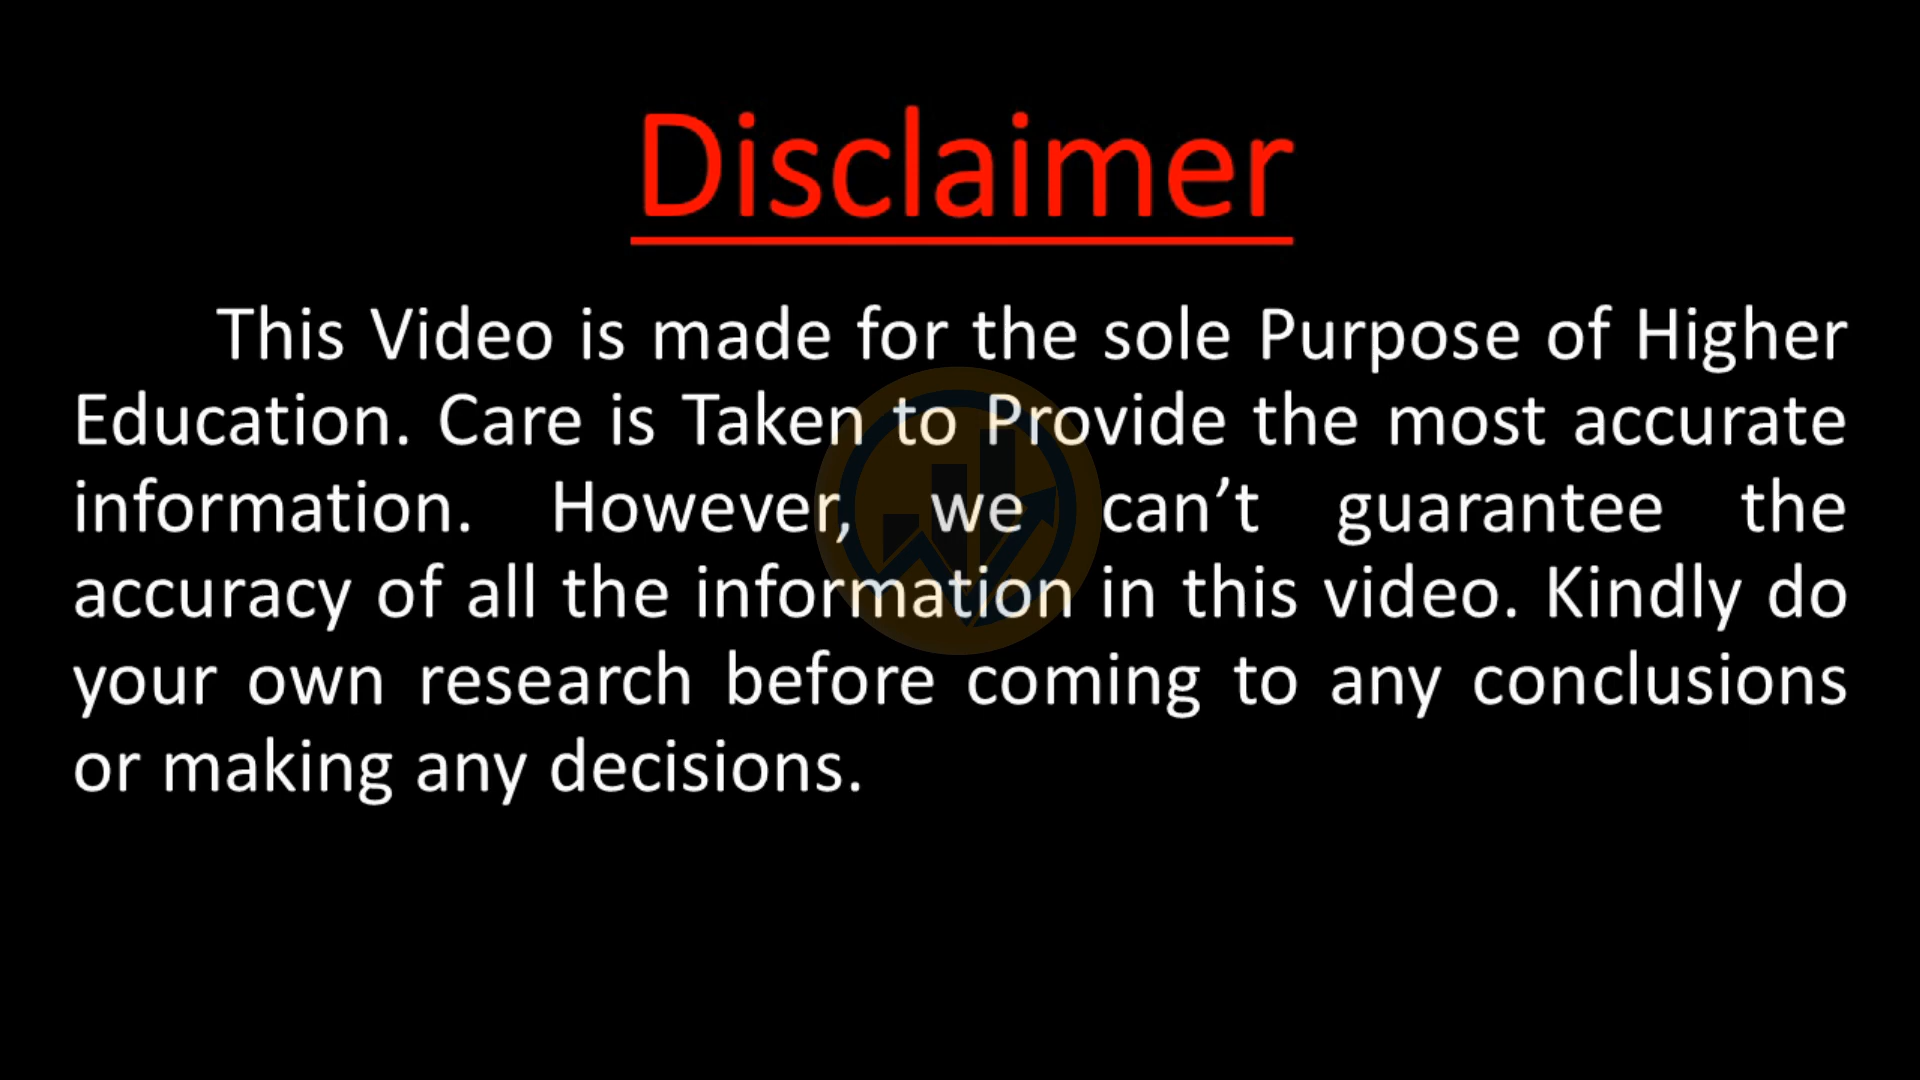 Disclaimer
This Video is made for the sole Purpose of Higher
Education. Care is Taken to Provide the most accurate
information. However, we can’t guarantee the
accuracy of all the information in this video. Kindly do
your own research before coming to any conclusions
or making any decisions.